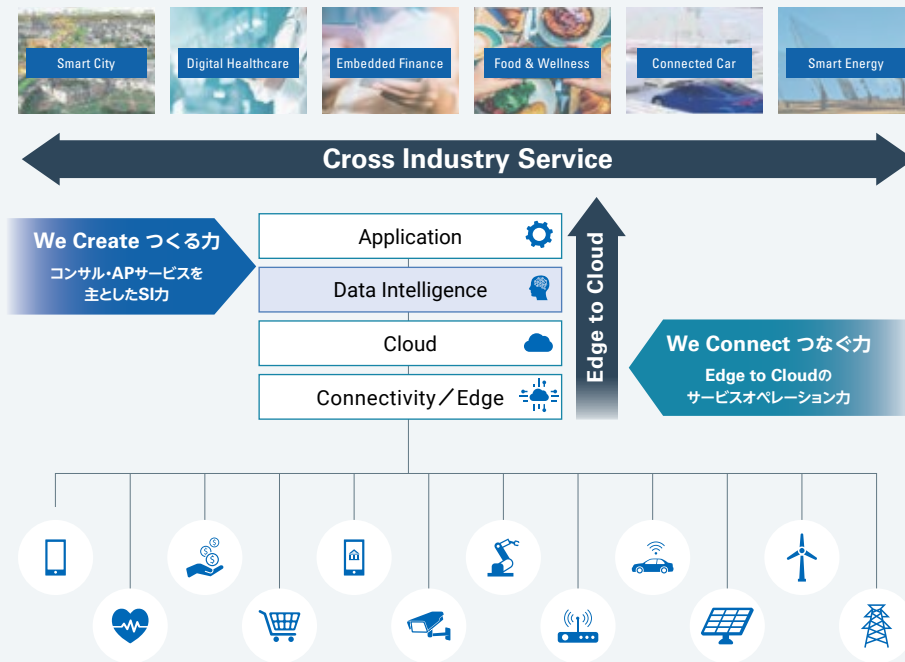 Smart City
Digital Healthcare
Embedded Finance
Food & Wellness
Connected Car
Smart Energy
Cross Industry Service
We Create つくる力
コンサル・APサービスを
主としたSI力
Application
Data Intelligence
Cloud
Connectivity／Edge
Edge to Cloud
We Connect つなぐ力
Edge to Cloudの
サービスオペレーション力